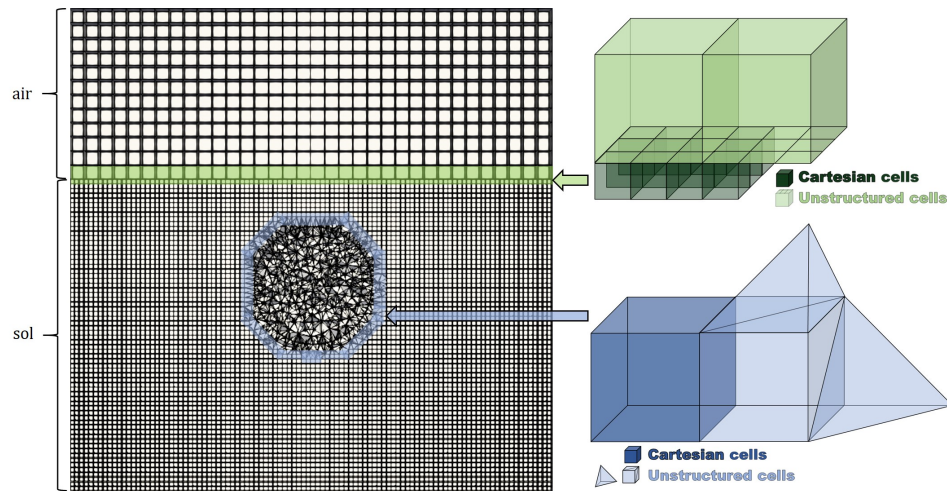 air
Cartesian cells
Unstructured cells
sol
Cartesian cells
Unstructured cells